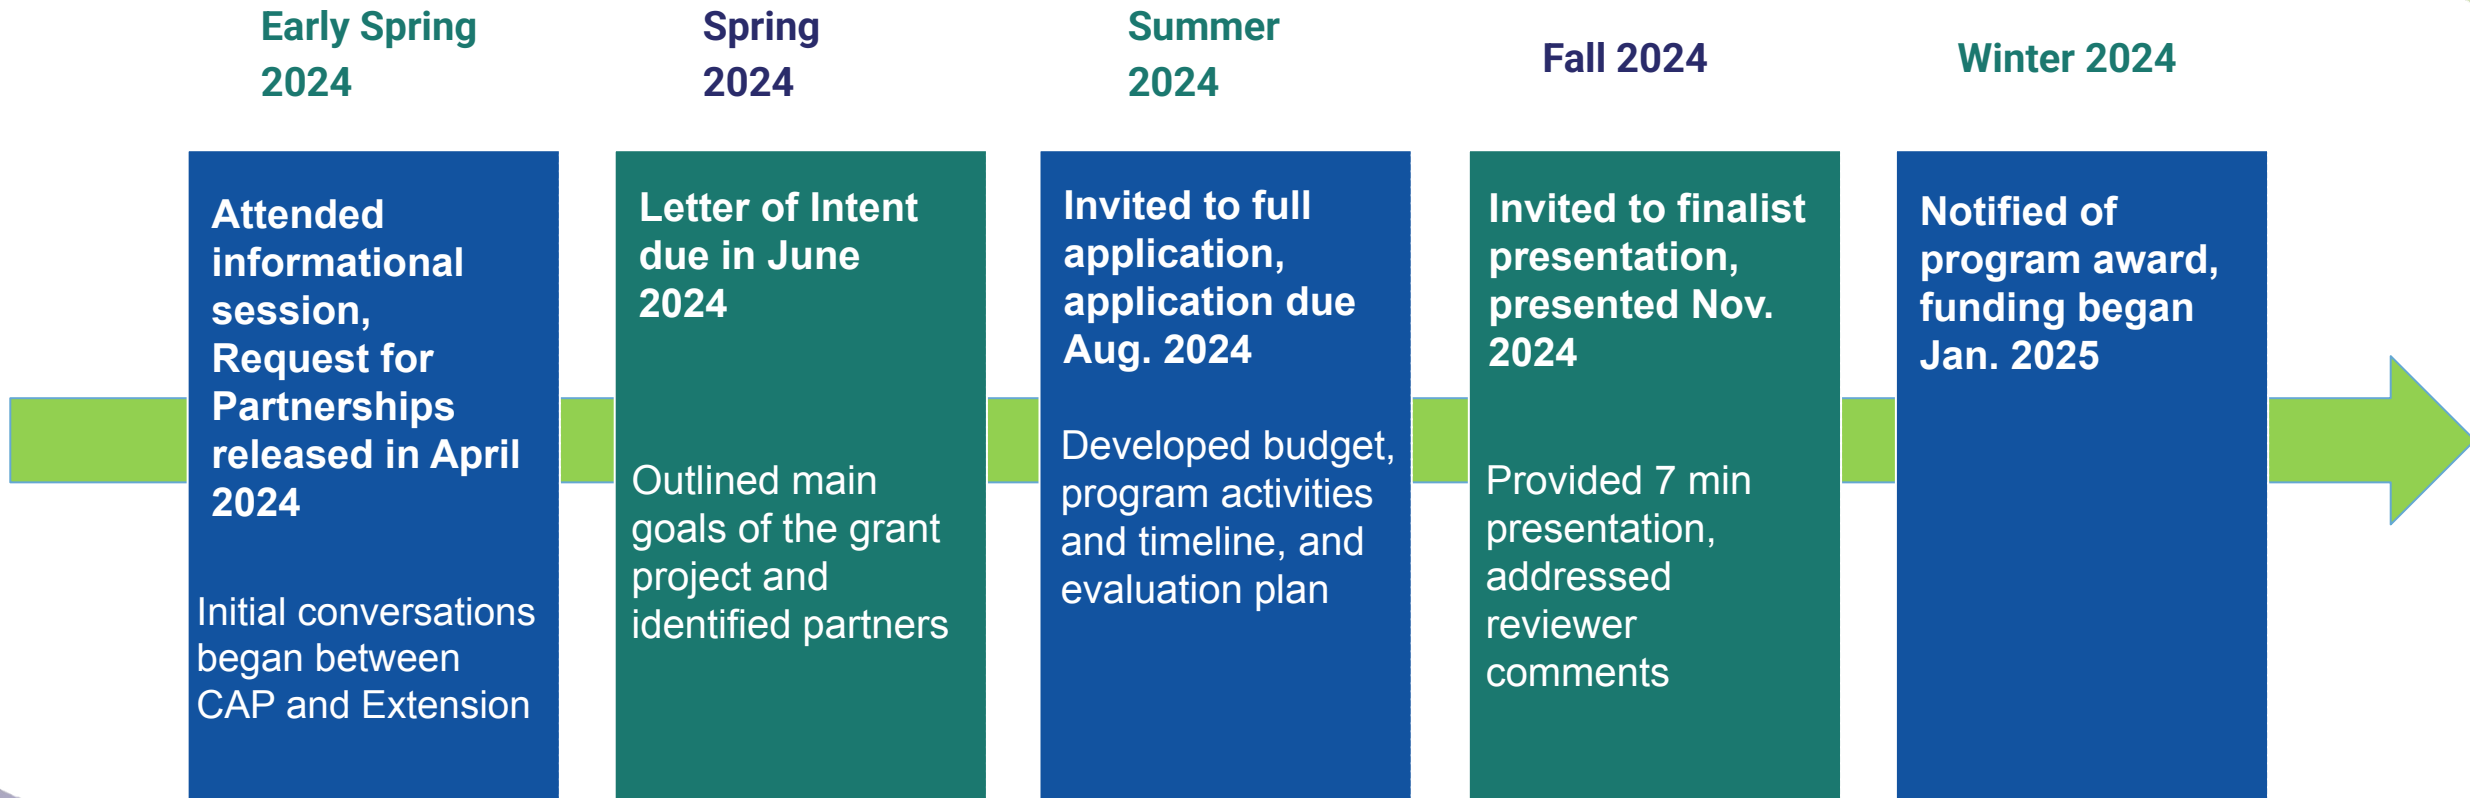 Early Spring
2024
Spring
2024
Summer
2024
Fall 2024
Winter 2024
Attended
informational
session,
Request for
Partnerships
released in April
2024
Initial conversations
began between
CAP and Extension
Letter of Intent
due in June
2024
Outlined main
goals of the grant
project and
identified partners
Invited to full
application,
application due
Aug. 2024
Developed budget,
program activities
and timeline, and
evaluation plan
Invited to finalist
presentation,
presented Nov.
2024
Provided 7 min
presentation,
addressed
reviewer
comments
Notified of
program award,
funding began
Jan. 2025